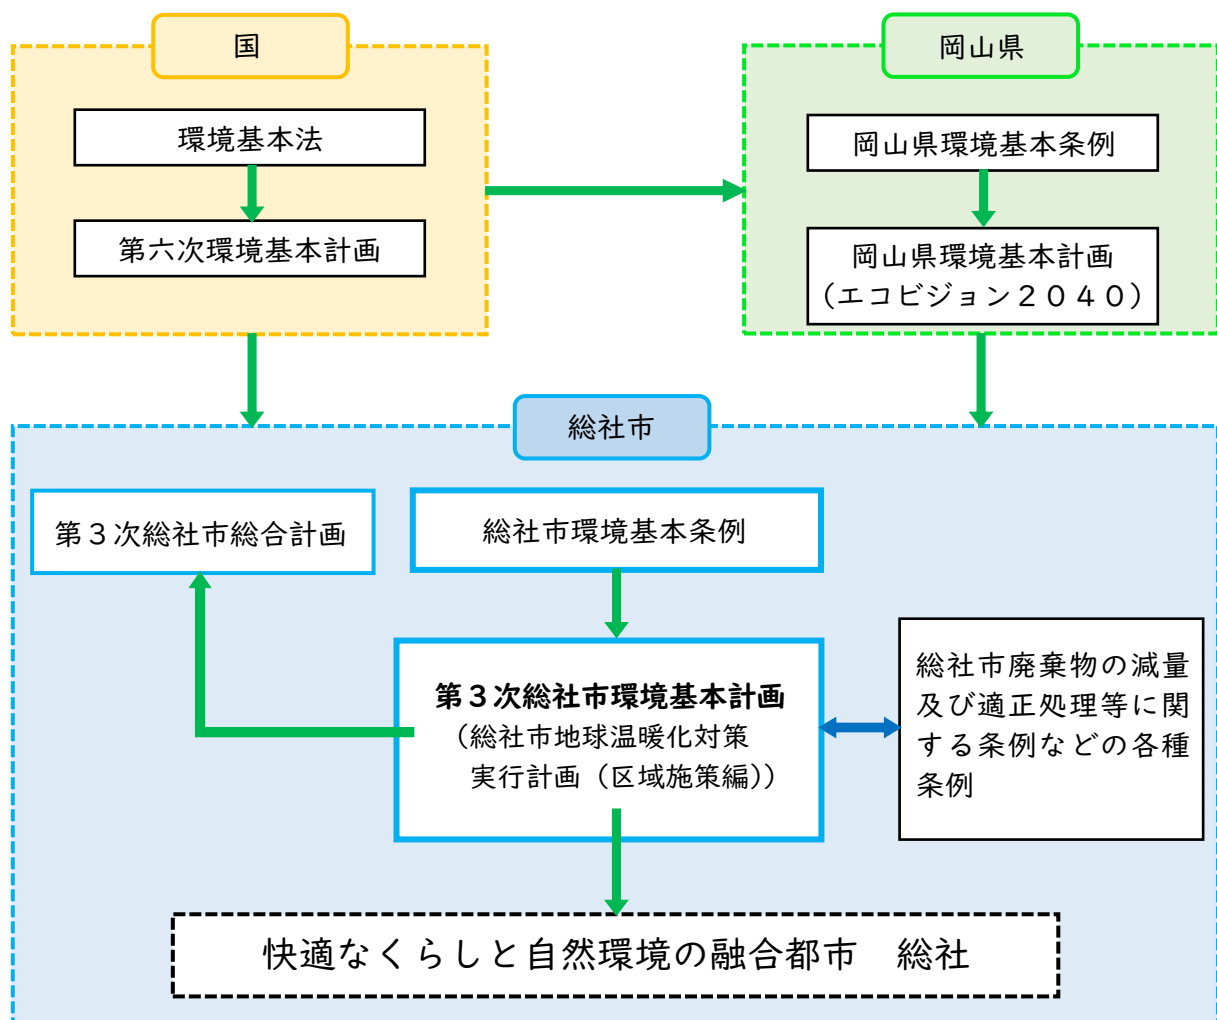 国
環境基本法
第六次環境基本計画
岡山県
岡山県環境基本条例
岡山県環境基本計画
（エコビジョン２０４０）
総社市
第３次総社市総合計画
総社市環境基本条例
第３次総社市環境基本計画
（総社市地球温暖化対策
実行計画（区域施策編））
総社市廃棄物の減量
及び適正処理等に関
する条例などの各種
条例
快適なくらしと自然環境の融合都市　総社